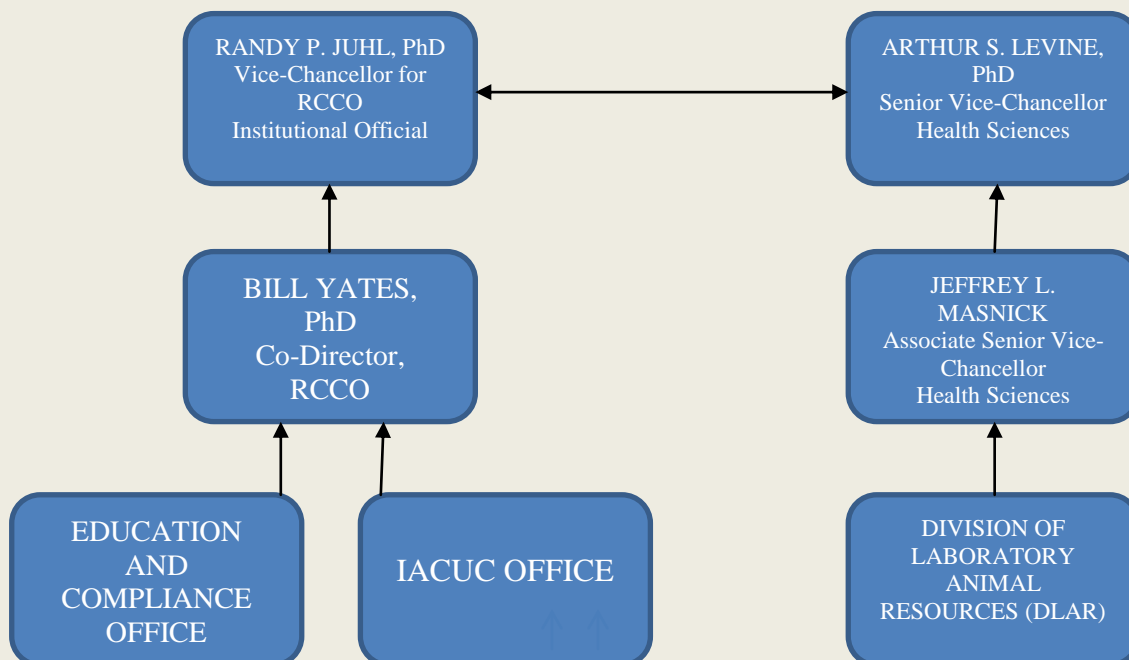 RANDY P. JUHL, PhD
Vice-Chancellor for
RCCO
Institutional Official
ARTHUR S. LEVINE,
PhD
Senior Vice-Chancellor
Health Sciences
BILL YATES,
PhD
Co-Director,
RCCO
JEFFREY L.
MASNICK
Associate Senior Vice-
Chancellor
Health Sciences
EDUCATION
AND
COMPLIANCE
OFFICE
IACUC OFFICE
DIVISION OF
LABORATORY
ANIMAL
RESOURCES (DLAR)